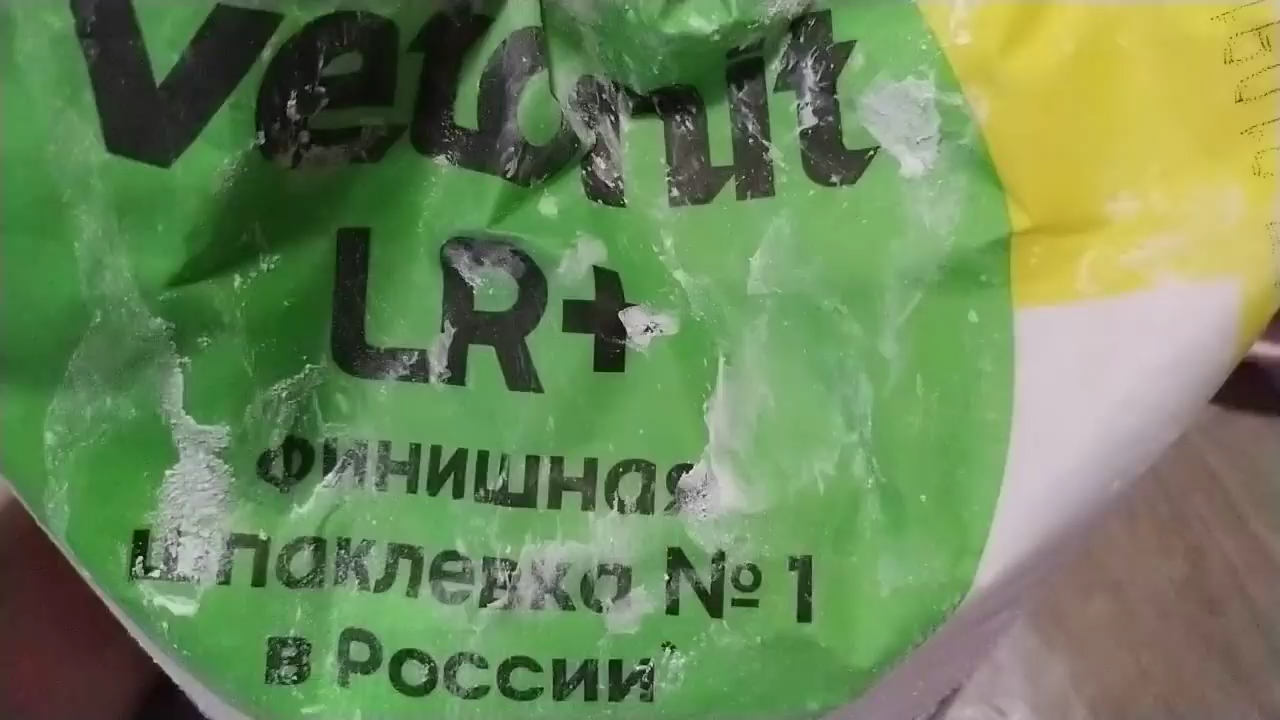 vetonit
LR+
финишная
шпаклевка №1
в России*